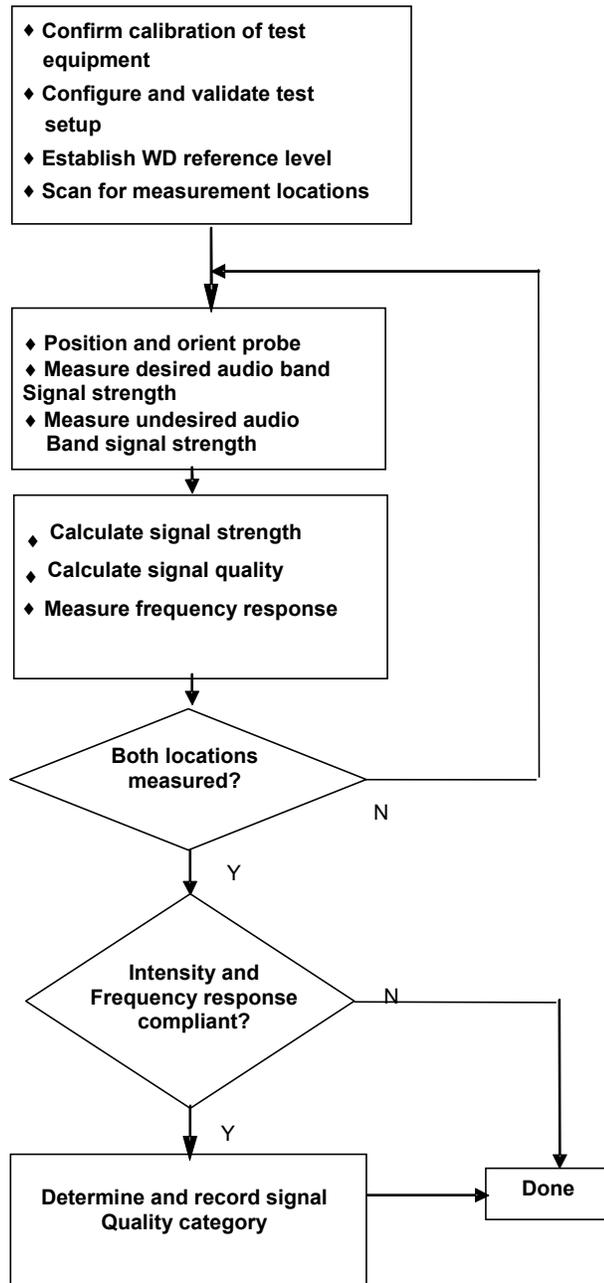 ♦ Confirm calibration of test
equipment
♦ Configure and validate test
setup
♦ Establish WD reference level
♦ Scan for measurement locations
♦ Position and orient probe
♦ Measure desired audio band
Signal strength
♦ Measure undesired audio
Band signal strength
♦ Calculate signal strength
♦ Calculate signal quality
♦ Measure frequency response
Both locations
measured?
N
Y
Intensity and
Frequency response
compliant?
N
Y
Determine and record signal
Quality category
Done